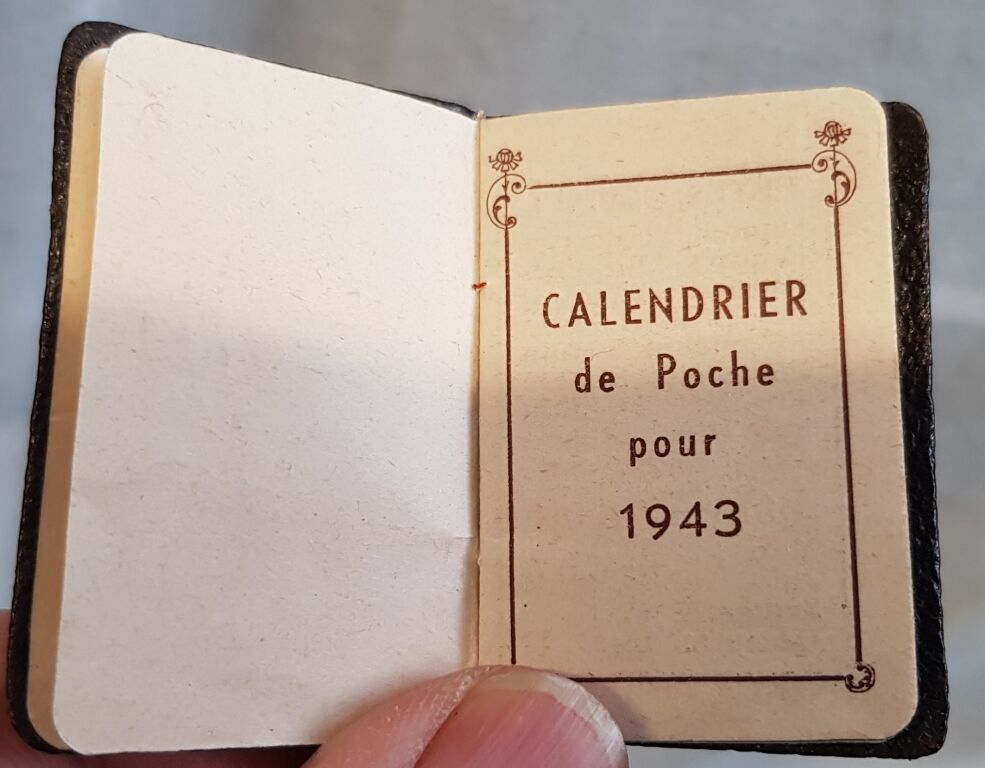 CALENDRIER
de Poche
pour
1943